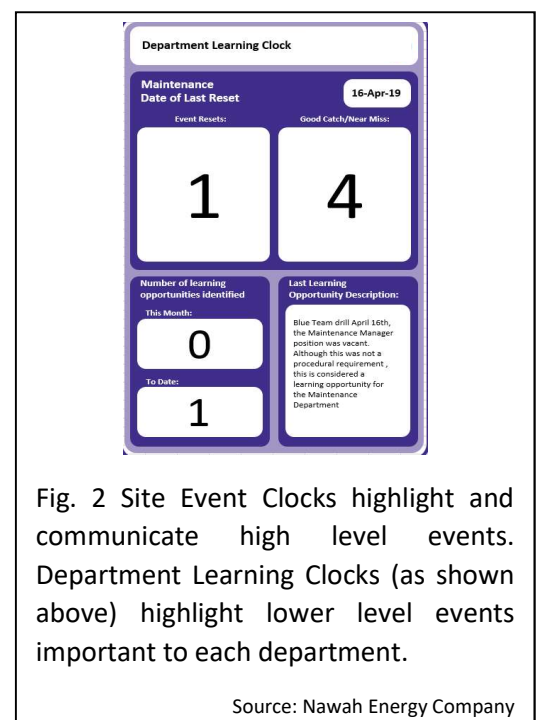 Department Learning Clock
Maintenance
Date of Last Reset
16-Apr-19
Event Resets:
Good Catch/Near Miss:
1
4
Number of learning
opportunities identified
This Month:
0
To Date:
1
Last Learning
Opportunity Description:
Blue Team drill April 16th,
the Maintenance Manager
position was vacant.
Although this was not a
procedural requirement ,
this is considered a
learning opportunity for
the Maintenance
Department
Fig. 2 Site Event Clocks highlight and
communicate high level events.
Department Learning Clocks (as shown
above) highlight lower level events
important to each department.
Source: Nawah Energy Company